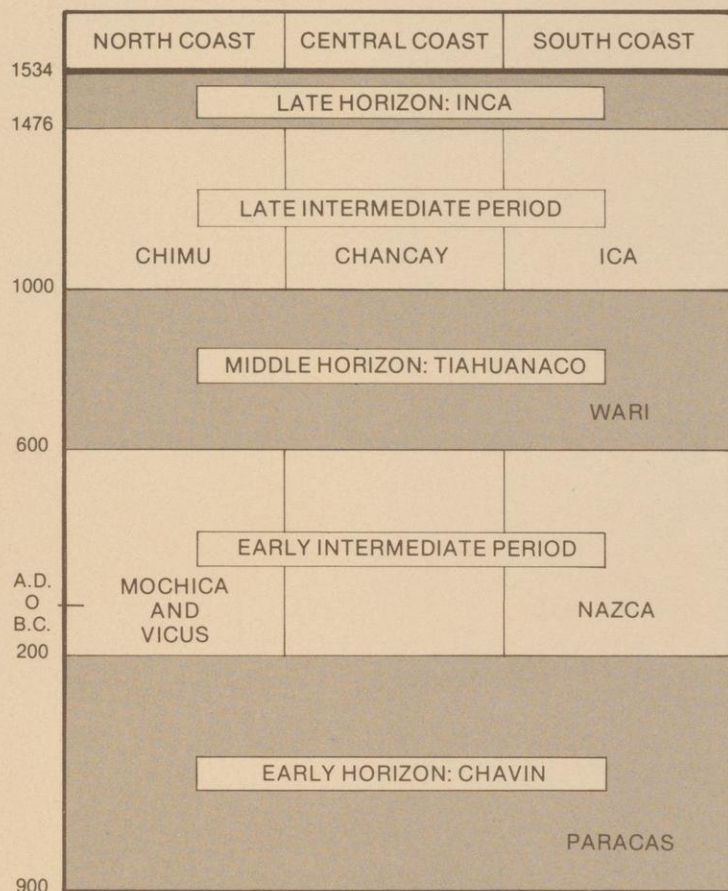 NORTH COAST
CENTRAL COAST
SOUTH COAST
1534
LATE HORIZON: INCA
1476
LATE INTERMEDIATE PERIOD
CHIMU
CHANCAY
ICA
1000
MIDDLE HORIZON: TIAHUANACO
WARI
600
EARLY INTERMEDIATE PERIOD
A.D.
O
B.C.
MOCHICA
AND
VICUS
NAZCA
200
EARLY HORIZON: CHAVIN
PARACAS
900